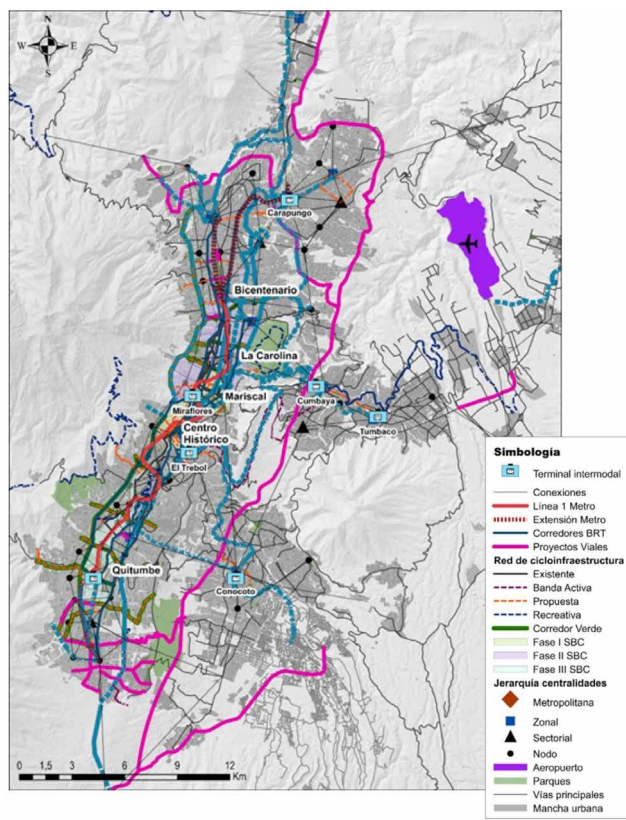 N
W
E
S
Carapungo
Bicentenario
La Carolina
Mariscal
Cumbaya
Miraflores
Tumbaco
Centro
Histórico
El Trebol
Quitumbe
Conocoto
0 1,5 3 6 9 12
Km
Simbología
Terminal intermodal
Conexiones
Línea 1 Metro
Extensión Metro
Corredores BRT
Proyectos Viales
Red de cicloinfraestructura
Existente
Banda Activa
Propuesta
Recreativa
Corredor Verde
Fase I SBC
Fase II SBC
Fase III SBC
Jerarquía centralidades
Metropolitana
Zonal
Sectorial
Nodo
Aeropuerto
Parques
Vías principales
Mancha urbana